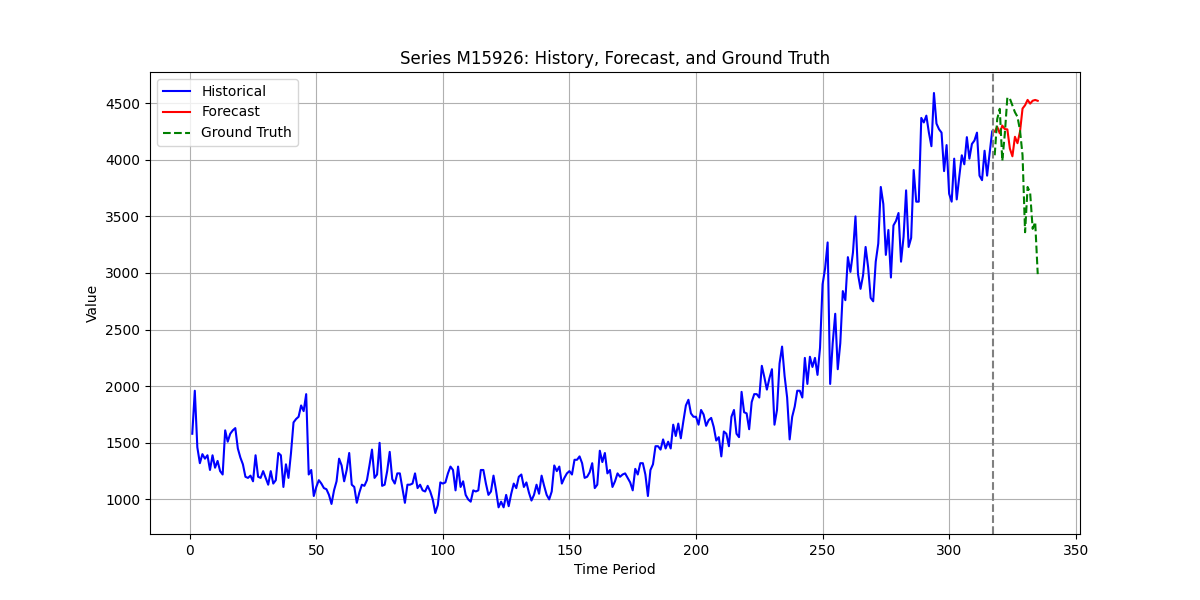 Series M15926: History, Forecast, and Ground Truth
Historical
Forecast
Ground Truth
4500
4000
3500
3000
2500
2000
1500
1000
Value
0 50 100 150 200 250 300 350
Time Period